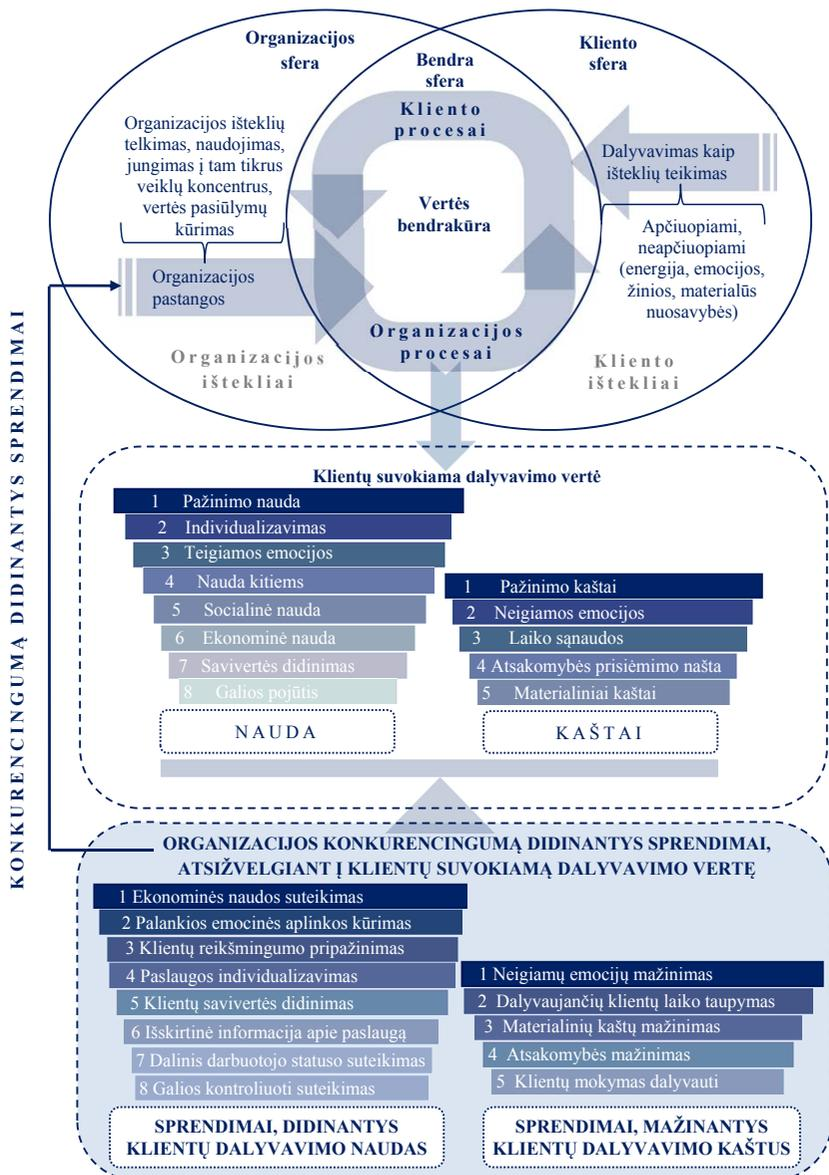 Organizacijos
sfera
Bendra
sfera
Kliento
sfera
Kliento
procesai
Organizacijos išteklių
telkimas, naudojimas,
jungimas į tam tikrus
veiklų koncentrus,
vertės pasiūlymų
kūrimas
Dalyvavimas kaip
išteklių teikimas
Vertės
bendrakūra
Apčiuopiami,
neapčiuopiami
(energija, emocijos,
žinios, materialūs
nuosavybės)
Organizacijos
pastangos
Organizacijos
procesai
Organizacijos
ištekliai
Kliento
ištekliai
KONKURENCINGUMĄ DIDINANTYS SPRENDIMAI
Klientų suvokiama dalyvavimo vertė
1 Pažinimo nauda
2 Individualizavimas
3 Teigiamos emocijos
4 Nauda kitiems
5 Socialinė nauda
6 Ekonominė nauda
7 Savivertės didinimas
8 Galios pojūtis
NAUDA
1 Pažinimo kaštai
2 Neigiamos emocijos
3 Laiko sąnaudos
4 Atsakomybės prisiėmimo našta
5 Materialiniai kaštai
KAŠTAI
ORGANIZACIJOS KONKURENCINGUMĄ DIDINANTYS SPRENDIMAI,
ATSIŽVELGIANT Į KLIENTŲ SUVOKIAMĄ DALYVAVIMO VERTĘ
1 Ekonominės naudos suteikimas
2 Palankios emocinės aplinkos kūrimas
3 Klientų reikšmingumo pripažinimas
4 Paslaugos individualizavimas
5 Klientų savivertės didinimas
6 Išskirtinė informacija apie paslaugą
7 Dalinis darbuotojo statuso suteikimas
8 Galios kontroliuoti suteikimas
SPRENDIMAI, DIDINANTYS
KLIENTŲ DALYVAVIMO NAUDAS
1 Neigiamų emocijų mažinimas
2 Dalyvaujančių klientų laiko taupymas
3 Materialinių kaštų mažinimas
4 Atsakomybės mažinimas
5 Klientų mokymas dalyvauti
SPRENDIMAI, MAŽINANTYS
KLIENTŲ DALYVAVIMO KAŠTUS